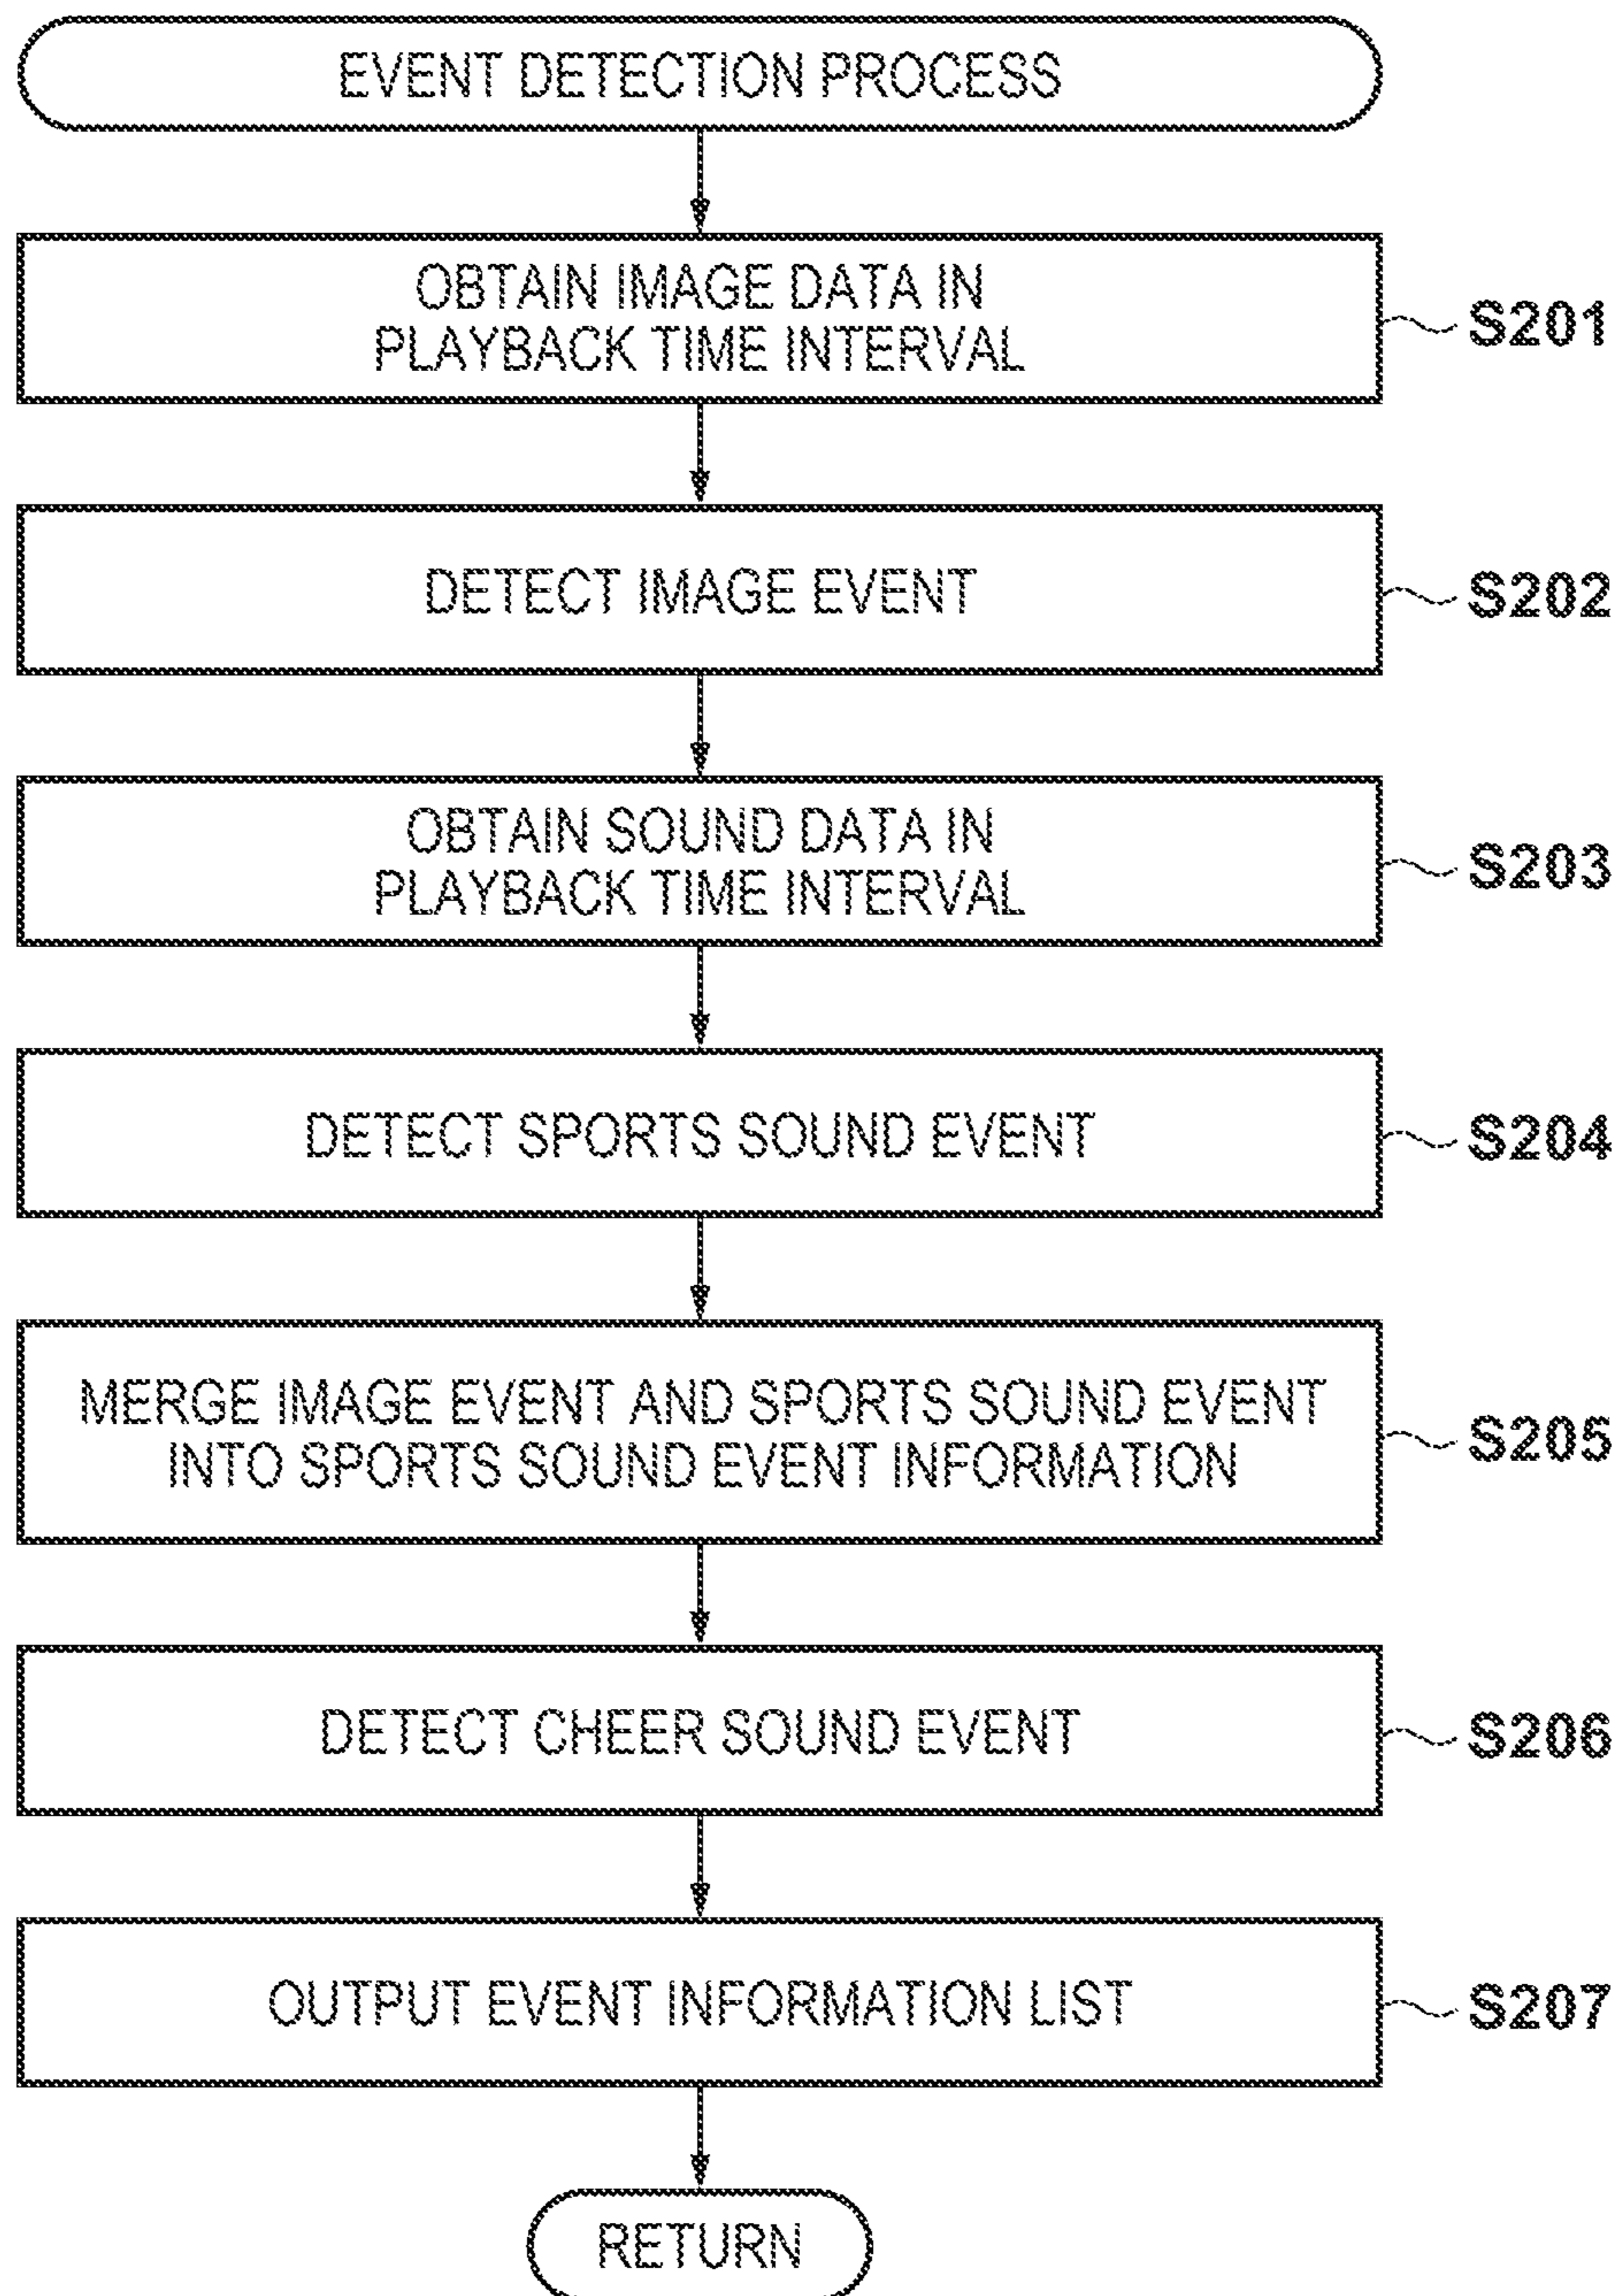 EVENT DETECTION PROCESS
OBTAIN IMAGE DATA IN
PLAYBACK TIME INTERVAL
S201
DETECT IMAGE EVENT
S202
OBTAIN SOUND DATA IN
PLAYBACK TIME INTERVAL
S203
DETECT SPORTS SOUND EVENT
S204
MERGE IMAGE EVENT AND SPORTS SOUND EVENT
INTO SPORTS SOUND EVENT INFORMATION
S205
DETECT CHEER SOUND EVENT
S206
OUTPUT EVENT INFORMATION LIST
S207
RETURN